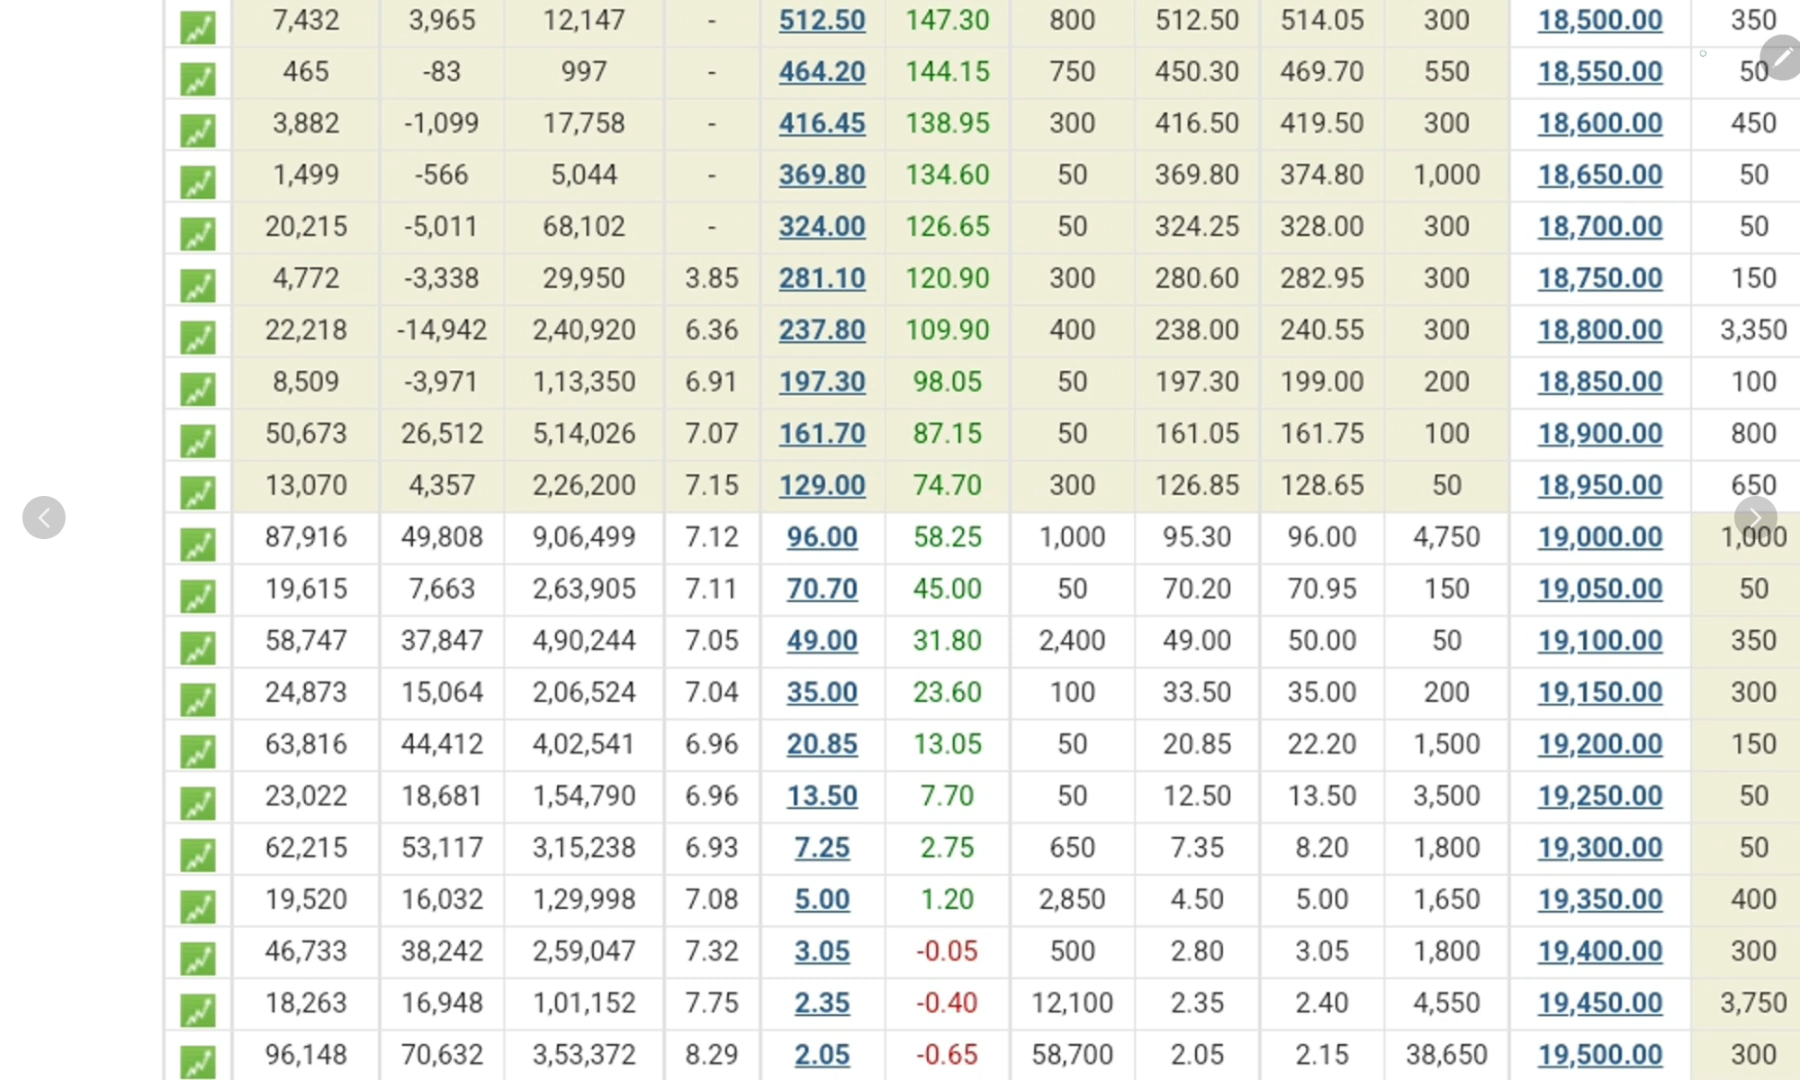 7,432 3,965 12,147 - 512.50 147.30 800 512.50 514.05 300 18,500.00 350
465 -83 997 - 464.20 144.15 750 450.30 469.70 550 18,550.00 50
3,882 -1,099 17,758 - 416.45 138.95 300 416.50 419.50 300 18,600.00 450
1,499 -566 5,044 - 369.80 134.60 50 369.80 374.80 1,000 18,650.00 50
20,215 -5,011 68,102 - 324.00 126.65 50 324.25 328.00 300 18,700.00 50
4,772 -3,338 29,950 3.85 281.10 120.90 300 280.60 282.95 300 18,750.00 150
22,218 -14,942 2,40,920 6.36 237.80 109.90 400 238.00 240.55 300 18,800.00 3,350
8,509 -3,971 1,13,350 6.91 197.30 98.05 50 197.30 199.00 200 18,850.00 100
50,673 26,512 5,14,026 7.07 161.70 87.15 50 161.05 161.75 100 18,900.00 800
13,070 4,357 2,26,200 7.15 129.00 74.70 300 126.85 128.65 50 18,950.00 650
87,916 49,808 9,06,499 7.12 96.00 58.25 1,000 95.30 96.00 4,750 19,000.00 1,000
19,615 7,663 2,63,905 7.11 70.70 45.00 50 70.20 70.95 150 19,050.00 50
58,747 37,847 4,90,244 7.05 49.00 31.80 2,400 49.00 50.00 50 19,100.00 350
24,873 15,064 2,06,524 7.04 35.00 23.60 100 33.50 35.00 200 19,150.00 300
63,816 44,412 4,02,541 6.96 20.85 13.05 50 20.85 22.20 1,500 19,200.00 150
23,022 18,681 1,54,790 6.96 13.50 7.70 50 12.50 13.50 3,500 19,250.00 50
62,215 53,117 3,15,238 6.93 7.25 2.75 650 7.35 8.20 1,800 19,300.00 50
19,520 16,032 1,29,998 7.08 5.00 1.20 2,850 4.50 5.00 1,650 19,350.00 400
46,733 38,242 2,59,047 7.32 3.05 -0.05 500 2.80 3.05 1,800 19,400.00 300
18,263 16,948 1,01,152 7.75 2.35 -0.40 12,100 2.35 2.40 4,550 19,450.00 3,750
96,148 70,632 3,53,372 8.29 2.05 -0.65 58,700 2.05 2.15 38,650 19,500.00 300